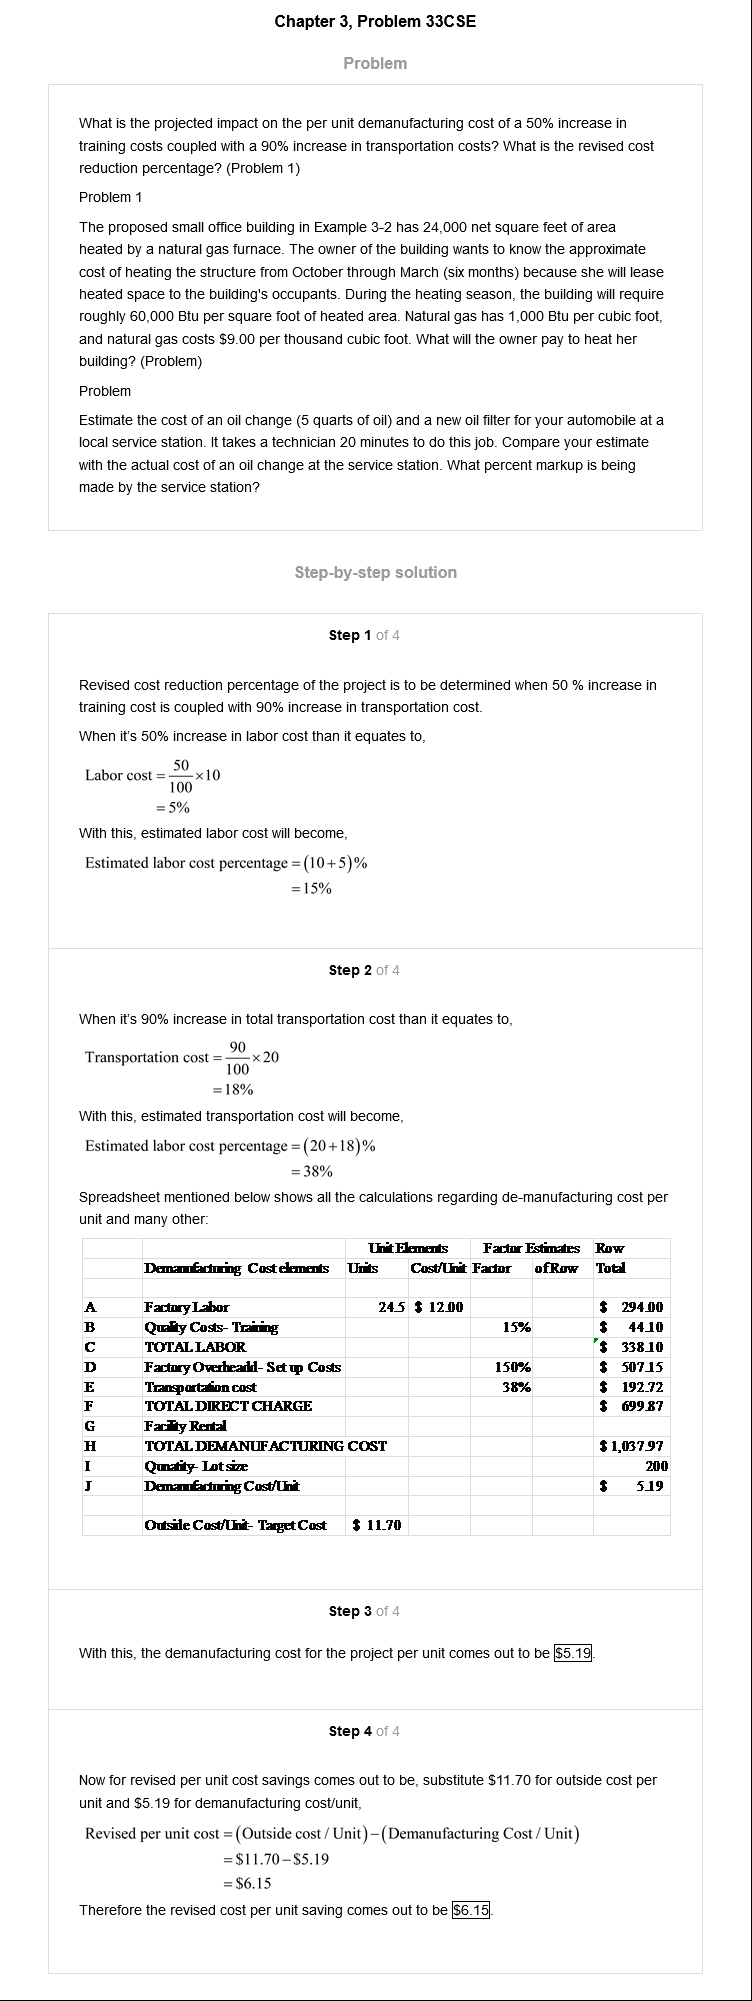 Chapter 3, Problem 33CSE
Problem
What is the projected impact on the per unit demanufacturing cost of a 50% increase in
training costs coupled with a 90% increase in transportation costs? What is the revised cost
reduction percentage? (Problem 1)
Problem 1
The proposed small office building in Example 3-2 has 24,000 net square feet of area
heated by a natural gas furnace. The owner of the building wants to know the approximate
cost of heating the structure from October through March (six months) because she will lease
heated space to the building's occupants. During the heating season, the building will require
roughly 60,000 Btu per square foot of heated area. Natural gas has 1,000 Btu per cubic foot,
and natural gas costs $9.00 per thousand cubic foot. What will the owner pay to heat her
building? (Problem)
Problem
Estimate the cost of an oil change (5 quarts of oil) and a new oil filter for your automobile at a
local service station. It takes a technician 20 minutes to do this job. Compare your estimate
with the actual cost of an oil change at the service station. What percent markup is being
made by the service station?
Step-by-step solution
Step 1 of 4
Revised cost reduction percentage of the project is to be determined when 50 % increase in
training cost is coupled with 90% increase in transportation cost.
When it's 50% increase in labor cost than it equates to,
Labor cost = 50/100 × 10
= 5%
With this, estimated labor cost will become,
Estimated labor cost percentage = (10+5)%
= 15%
Step 2 of 4
When it's 90% increase in total transportation cost than it equates to,
Transportation cost = 90/100 × 20
= 18%
With this, estimated transportation cost will become,
Estimated labor cost percentage = (20+18)%
= 38%
Spreadsheet mentioned below shows all the calculations regarding de-manufacturing cost per
unit and many other:
Unit Elements Factor Estimates Row
Demanufacturing Cost elements Units Cost/Unit Factor of Row Total
A Factory Labor 24.5 $ 12.00 $ 294.00
B Quality Costs- Training 15% $ 44.10
C TOTAL LABOR $ 338.10
D Factory Overheadd- Set up Costs 150% $ 507.15
E Transportation cost 38% $ 192.72
F TOTAL DIRECT CHARGE $ 699.87
G Facility Rental
H TOTAL DEMANUFACTURING COST $ 1,037.97
I Qunatity- Lot size 200
J Demanufacturing Cost/Unit $ 5.19
Outside Cost/Unit- Target Cost $ 11.70
Step 3 of 4
With this, the demanufacturing cost for the project per unit comes out to be $5.19.
Step 4 of 4
Now for revised per unit cost savings comes out to be, substitute $11.70 for outside cost per
unit and $5.19 for demanufacturing cost/unit,
Revised per unit cost = (Outside cost / Unit) − (Demanufacturing Cost / Unit)
= $11.70 − $5.19
= $6.15
Therefore the revised cost per unit saving comes out to be $6.15.